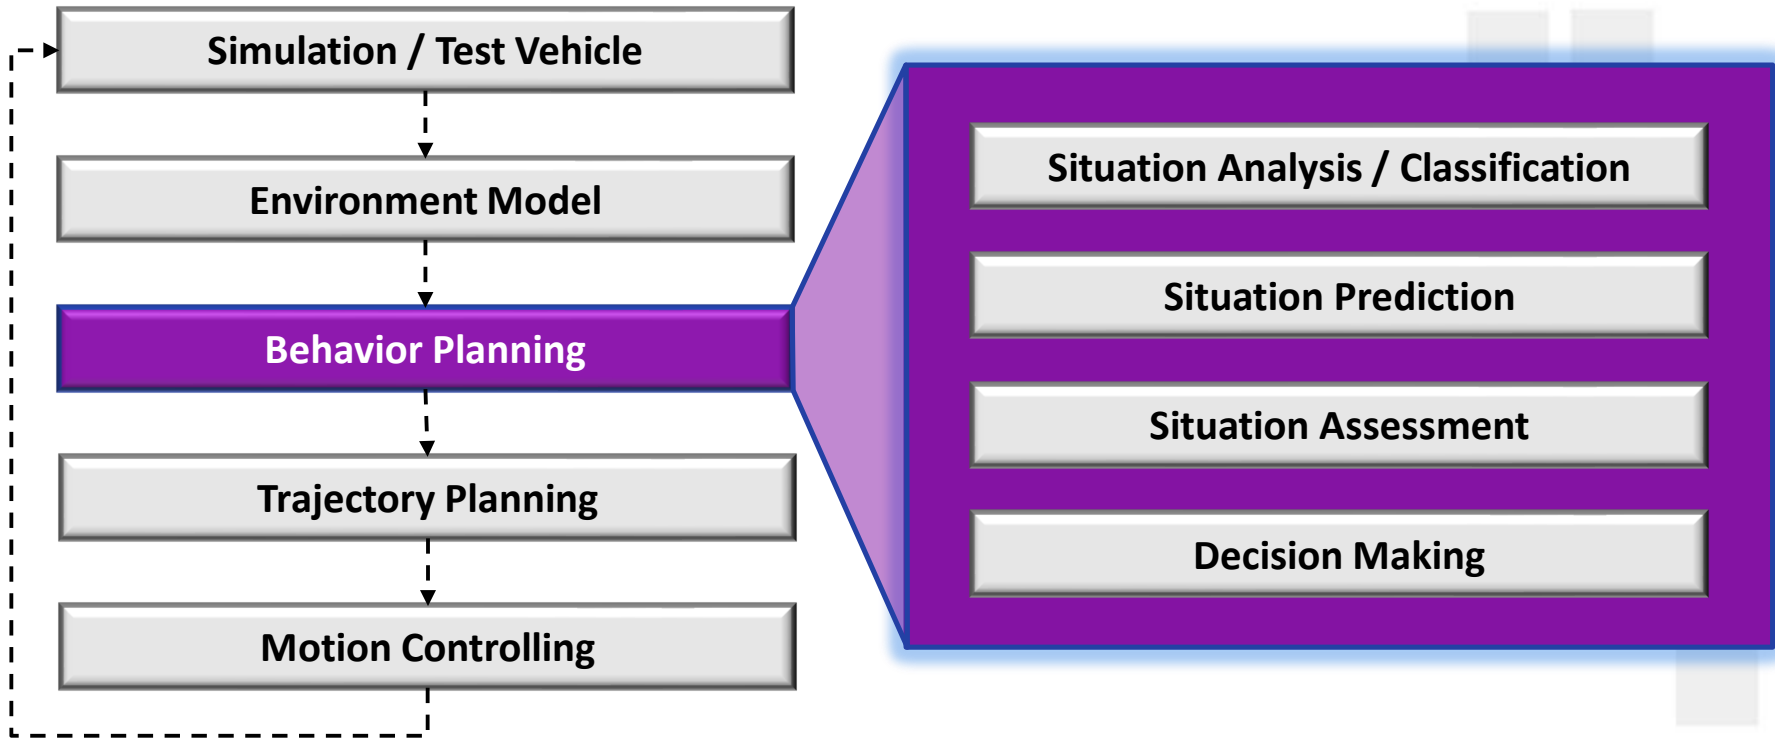 Simulation / Test Vehicle
Environment Model
Behavior Planning
Trajectory Planning
Motion Controlling
Situation Analysis / Classification
Situation Prediction
Situation Assessment
Decision Making